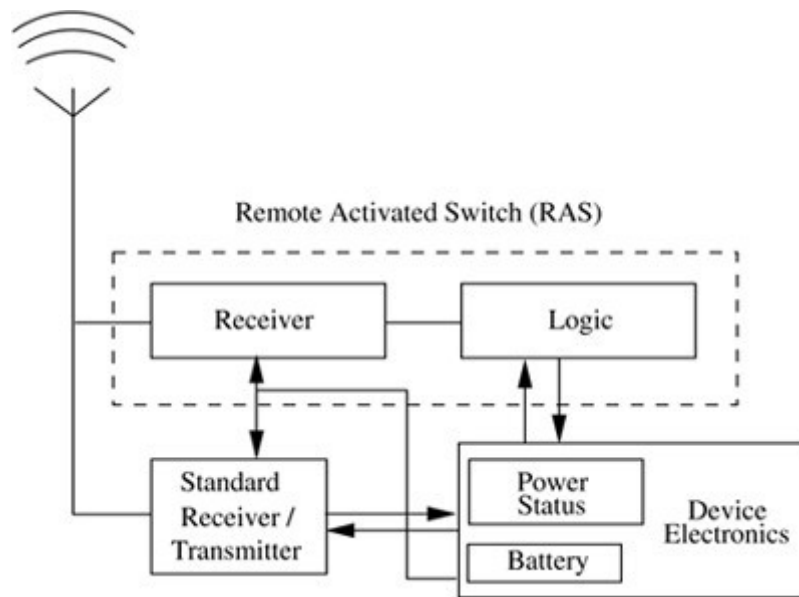 Remote Activated Switch (RAS)
Receiver
Logic
Standard
Receiver /
Transmitter
Power
Status
Battery
Device
Electronics